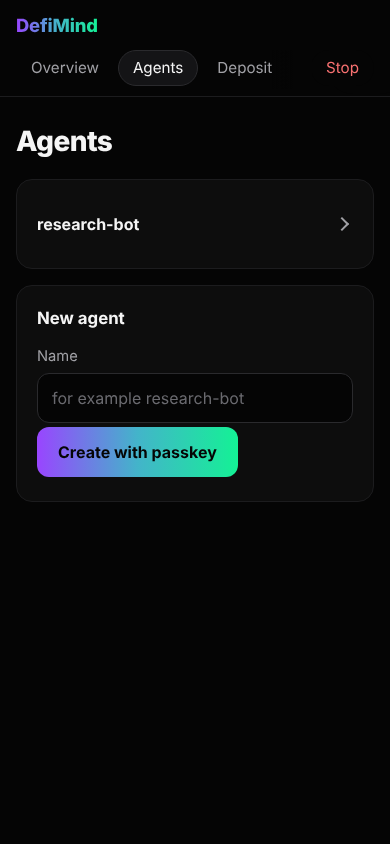 DefiMind
Overview Agents Deposit Stop
Agents
research-bot
New agent
Name
for example research-bot
Create with passkey